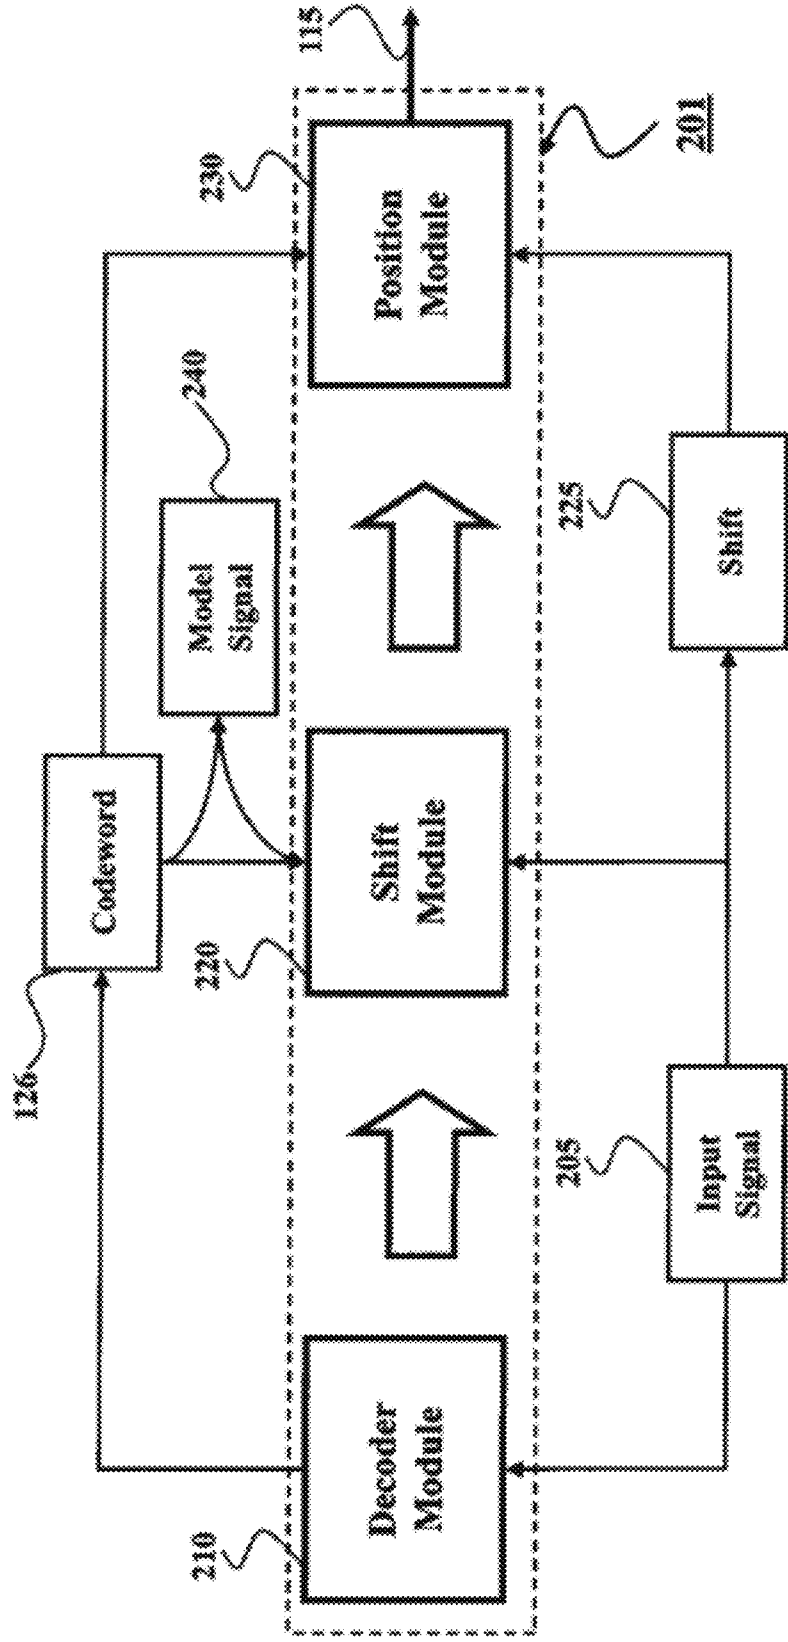 126
Codeword
240
Model
Signal
210
Decoder
Module
220
Shift
Module
230
Position
Module
115
205
Input
Signal
225
Shift
201